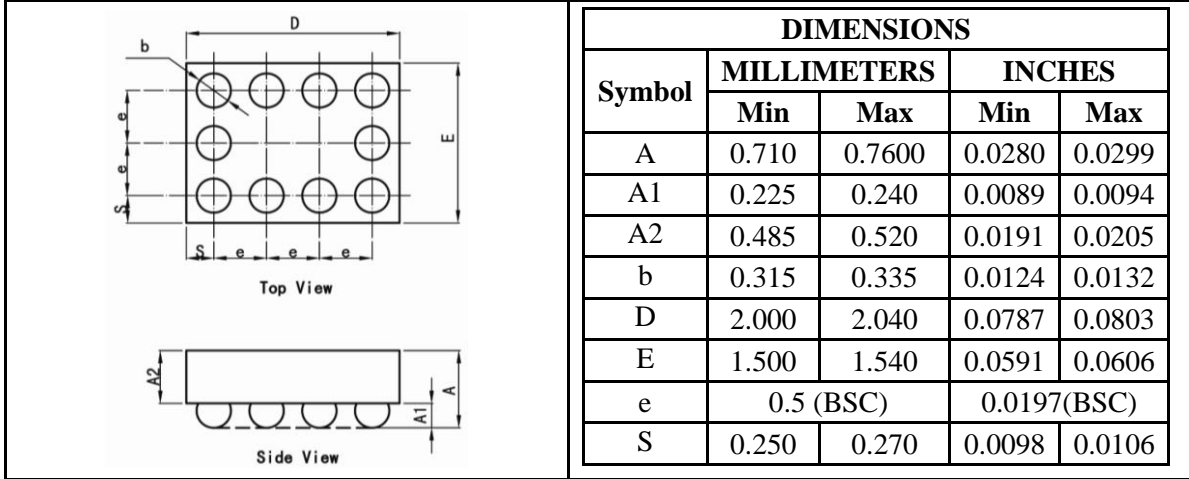 D
b
e
E
e
S
S e e e
Top View
A2
A
A1
Side View
DIMENSIONS
Symbol MILLIMETERS INCHES
Min Max Min Max
A 0.710 0.7600 0.0280 0.0299
A1 0.225 0.240 0.0089 0.0094
A2 0.485 0.520 0.0191 0.0205
b 0.315 0.335 0.0124 0.0132
D 2.000 2.040 0.0787 0.0803
E 1.500 1.540 0.0591 0.0606
e 0.5 (BSC) 0.0197(BSC)
S 0.250 0.270 0.0098 0.0106